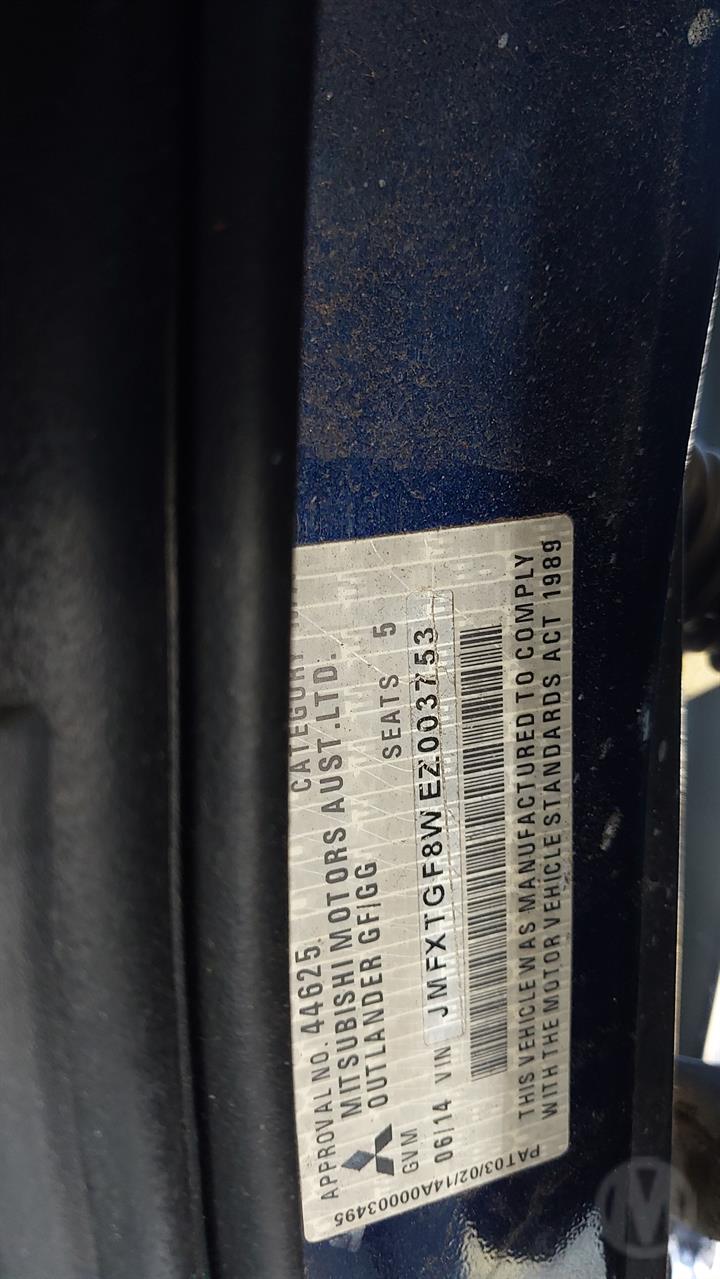 APPROVAL NO. 44625. CATEGORY
MITSUBISHI MOTORS AUST.LTD.
OUTLANDER GF/GG
GVM SEATS 5
06/14 VIN JMFXTGF8WEZ003753
THIS VEHICLE WAS MANUFACTURED TO COMPLY
WITH THE MOTOR VEHICLE STANDARDS ACT 1989
PAT03/02/14A000003495